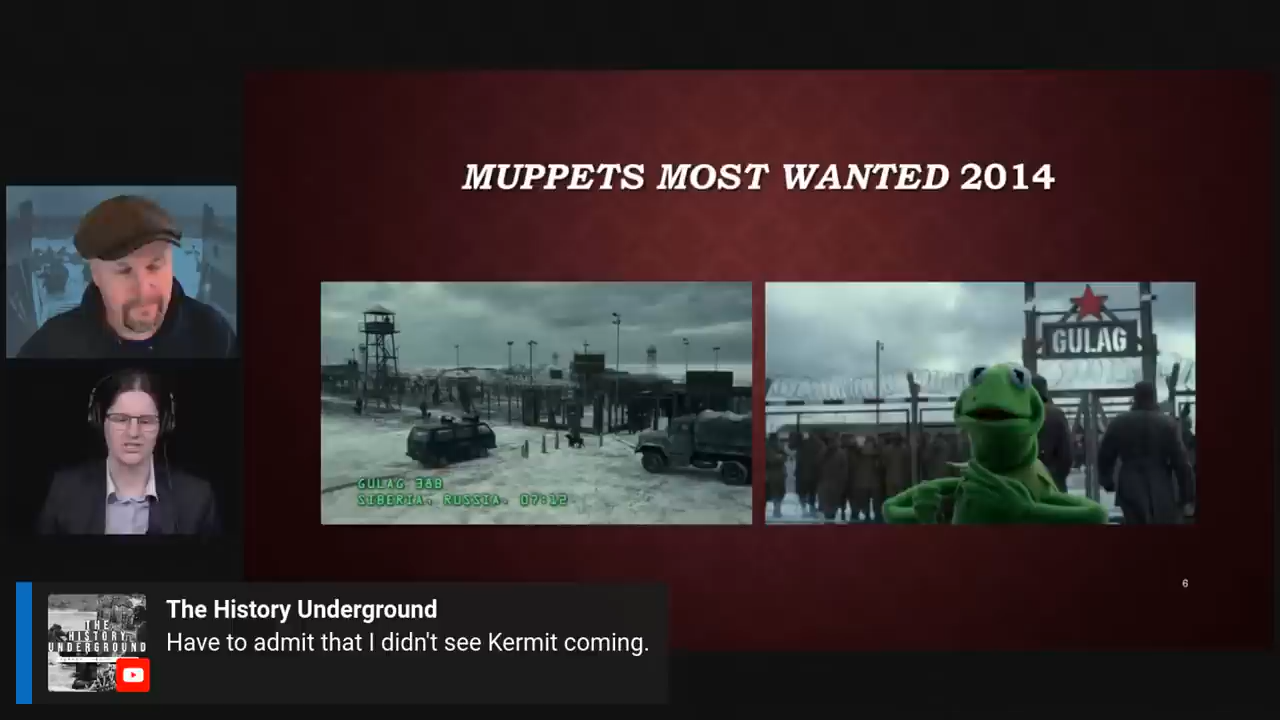 MUPPETS MOST WANTED 2014
GULAG 38B
SIBERIA, RUSSIA. 07:12
GULAG
6
The History Underground
Have to admit that I didn't see Kermit coming.
THE
HISTORY
UNDERGROUND